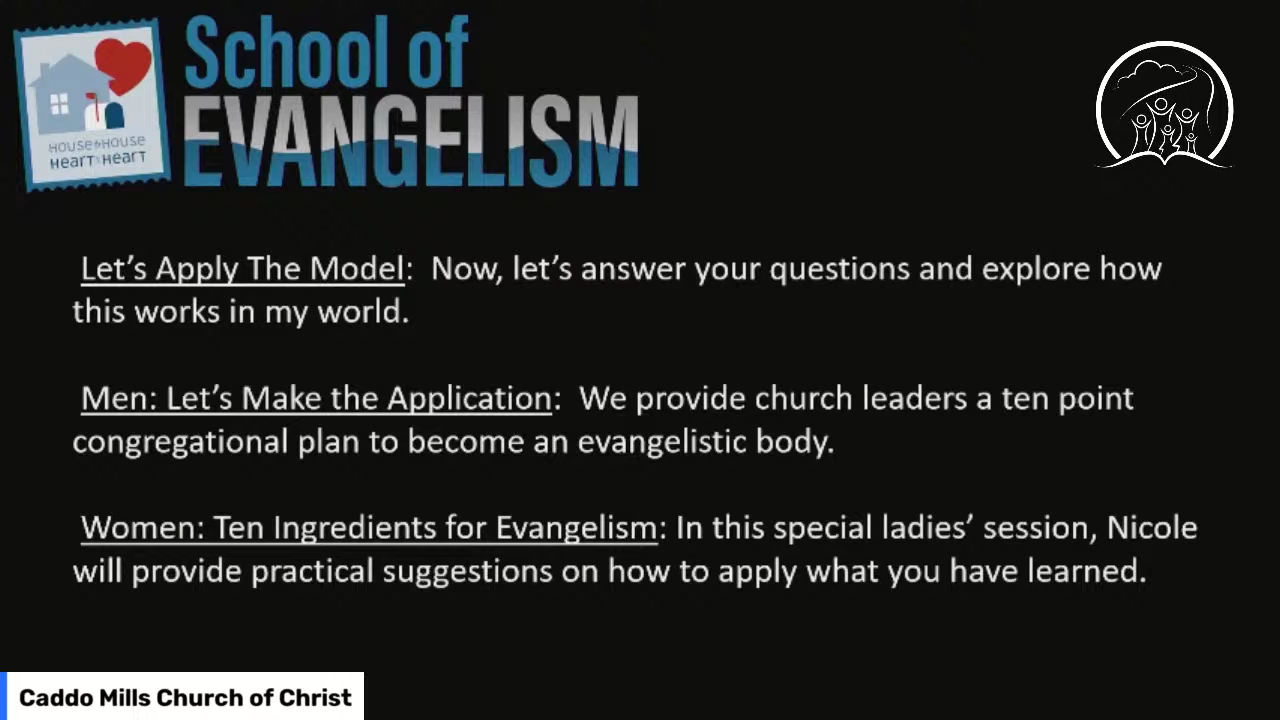 School of
EVANGELISM
HOUSE to HOUSE
HEART to HEART
Let’s Apply The Model:  Now, let’s answer your questions and explore how
this works in my world.
Men: Let’s Make the Application:  We provide church leaders a ten point
congregational plan to become an evangelistic body.
Women: Ten Ingredients for Evangelism: In this special ladies’ session, Nicole
will provide practical suggestions on how to apply what you have learned.
Caddo Mills Church of Christ